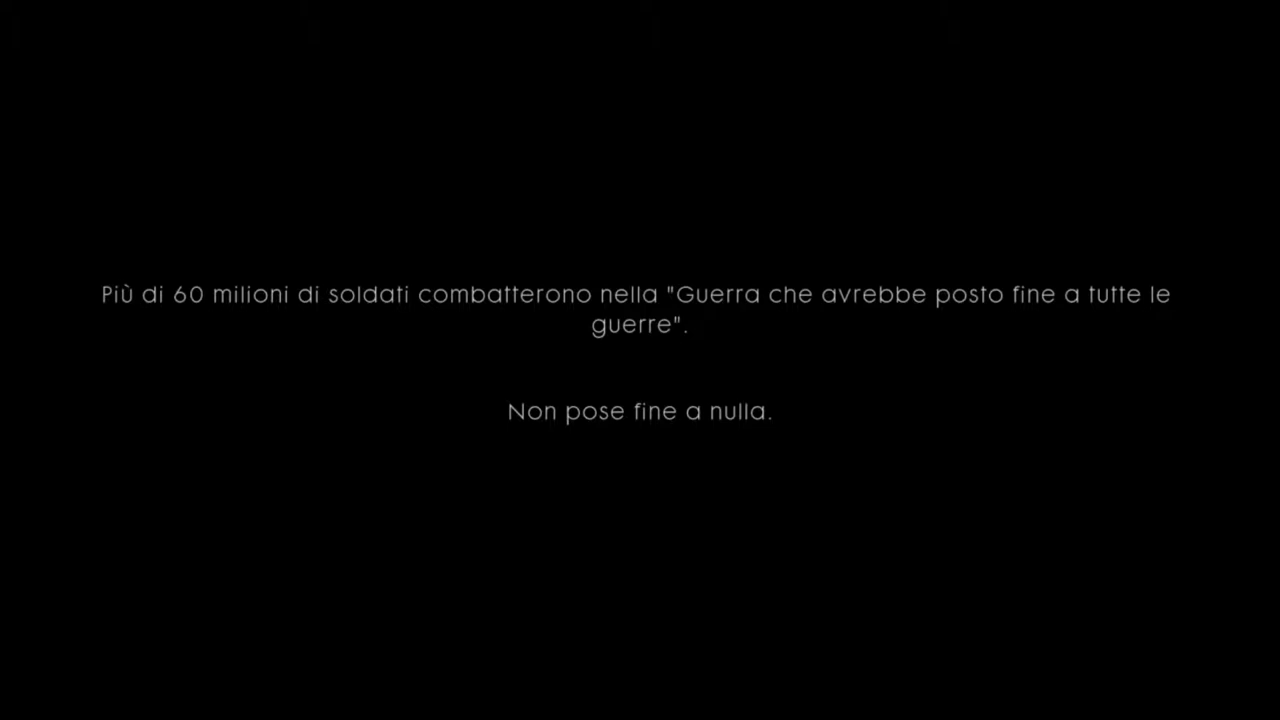 Più di 60 milioni di soldati combatterono nella "Guerra che avrebbe posto fine a tutte le
guerre".
Non pose fine a nulla.